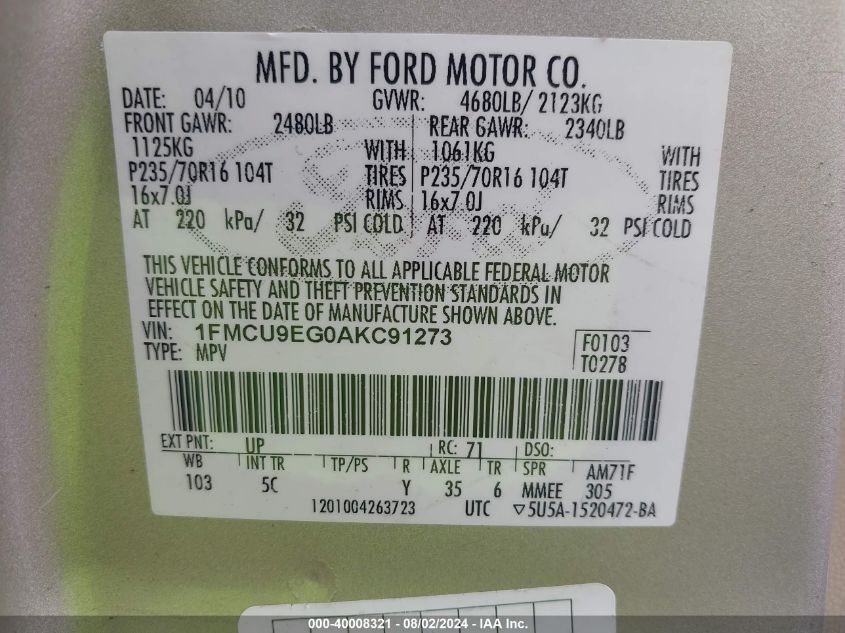 MFD. BY FORD MOTOR CO.
DATE: 04/10 GVWR: 4680LB/ 2123KG
FRONT GAWR: 2480LB REAR GAWR: 2340LB
1125KG WITH 1061KG WITH
P235/70R16 104T TIRES P235/70R16 104T TIRES
16x7.0J RIMS 16x7.0J RIMS
AT 220 kPa/ 32 PSI COLD AT 220 kPa/ 32 PSI COLD
THIS VEHICLE CONFORMS TO ALL APPLICABLE FEDERAL MOTOR
VEHICLE SAFETY AND THEFT PREVENTION STANDARDS IN
EFFECT ON THE DATE OF MANUFACTURE SHOWN ABOVE.
VIN: 1FMCU9EG0AKC91273 F0103
TYPE: MPV T0278
EXT PNT: UP RC: 71 DSO:
WB INT TR TP/PS R AXLE TR SPR AM71F
103 5C Y 35 6 MMEE 305
1201004263723 UTC ▽5U5A-1520472-BA
000-40008321 - 08/02/2024 - IAA Inc.